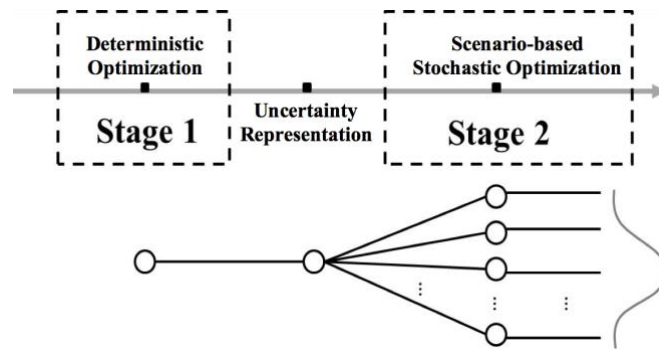 Deterministic
Optimization
Scenario-based
Stochastic Optimization
Uncertainty
Representation
Stage 1
Stage 2